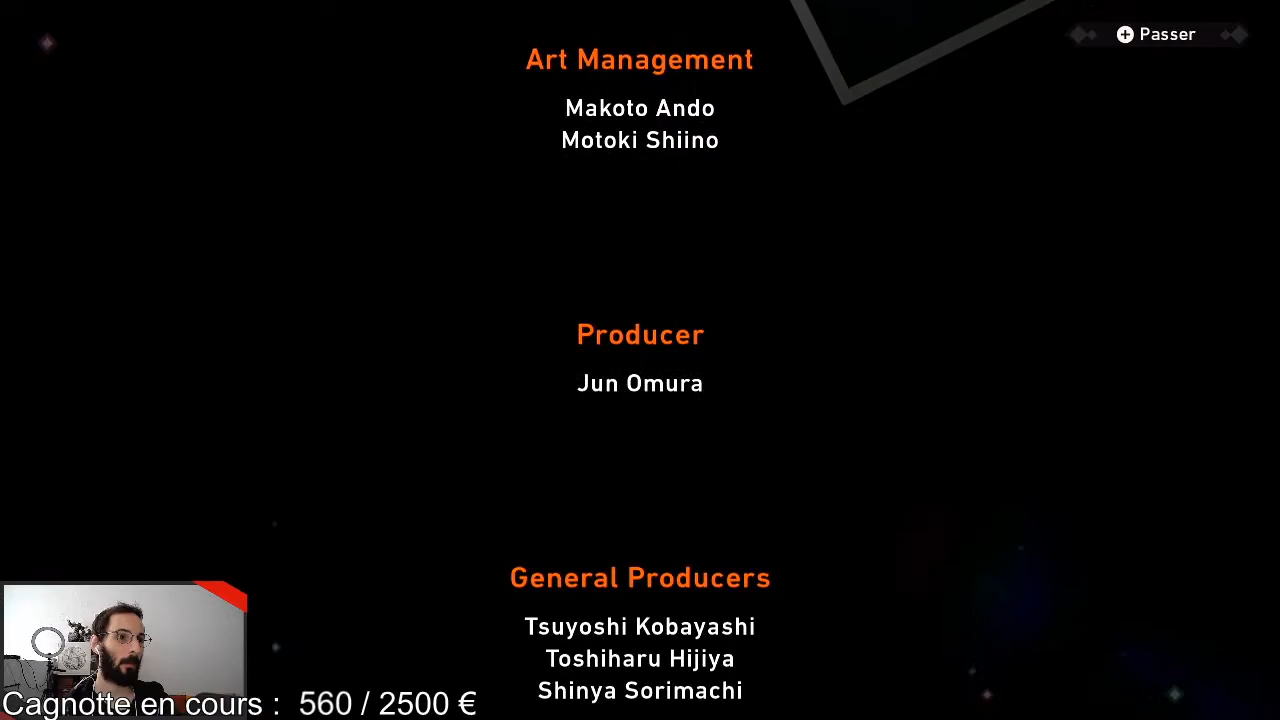 Passer
Art Management
Makoto Ando
Motoki Shiino
Producer
Jun Omura
General Producers
Tsuyoshi Kobayashi
Toshiharu Hijiya
Shinya Sorimachi
Cagnotte en cours : 560 / 2500 €